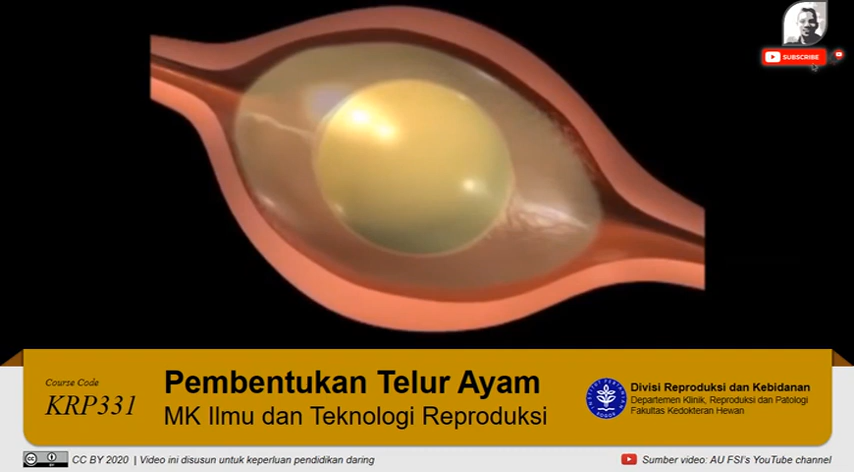 SUBSCRIBE
Course Code
KRP331
Pembentukan Telur Ayam
MK Ilmu dan Teknologi Reproduksi
Divisi Reproduksi dan Kebidanan
Departemen Klinik, Reproduksi dan Patologi
Fakultas Kedokteran Hewan
CC BY 2020 | Video ini disusun untuk keperluan pendidikan daring
Sumber video: AU FSI's YouTube channel